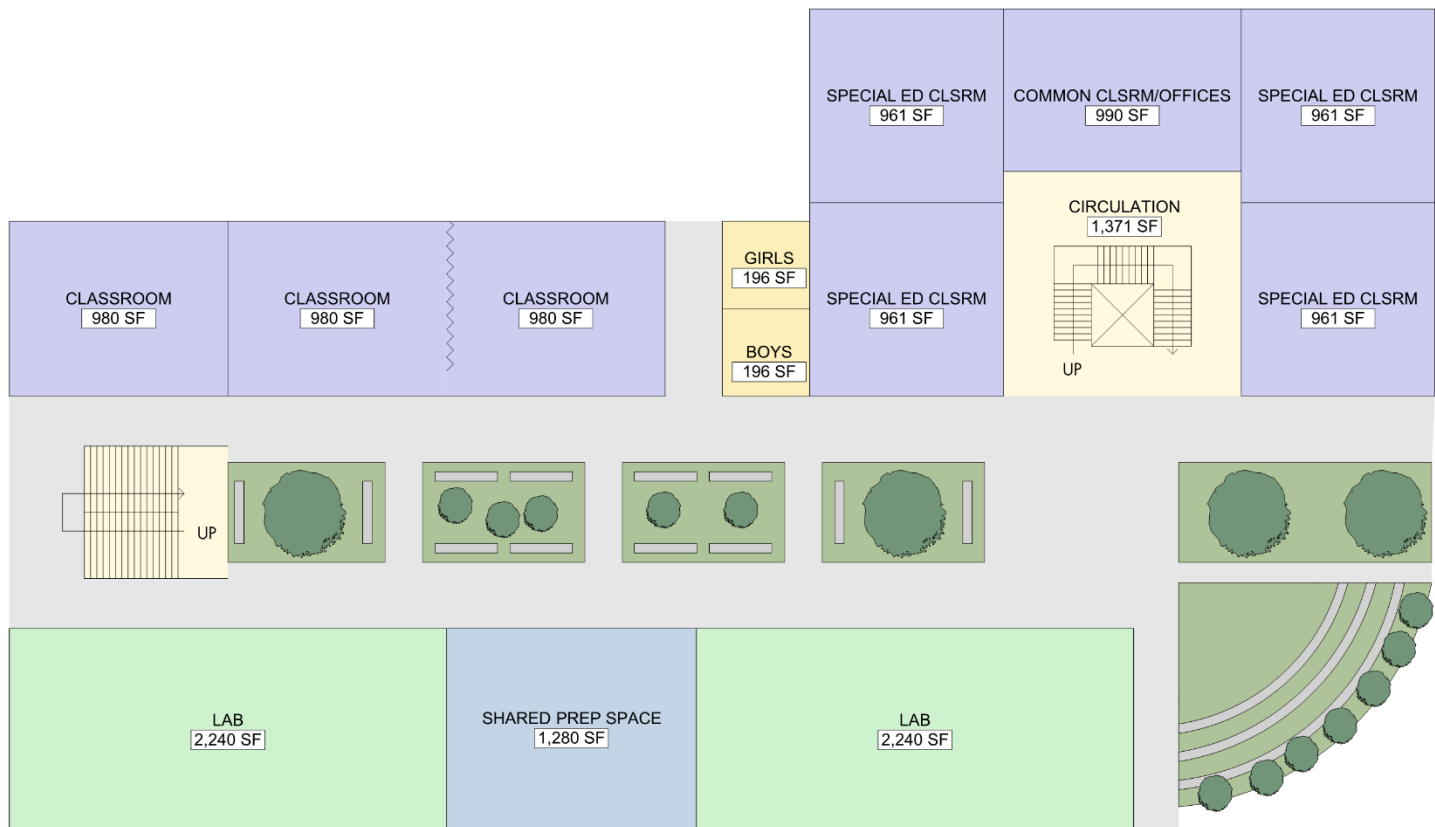 SPECIAL ED CLSRM
961 SF
COMMON CLSRM/OFFICES
990 SF
SPECIAL ED CLSRM
961 SF
CIRCULATION
1,371 SF
UP
GIRLS
196 SF
BOYS
196 SF
CLASSROOM
980 SF
CLASSROOM
980 SF
CLASSROOM
980 SF
SPECIAL ED CLSRM
961 SF
SPECIAL ED CLSRM
961 SF
UP
LAB
2,240 SF
SHARED PREP SPACE
1,280 SF
LAB
2,240 SF